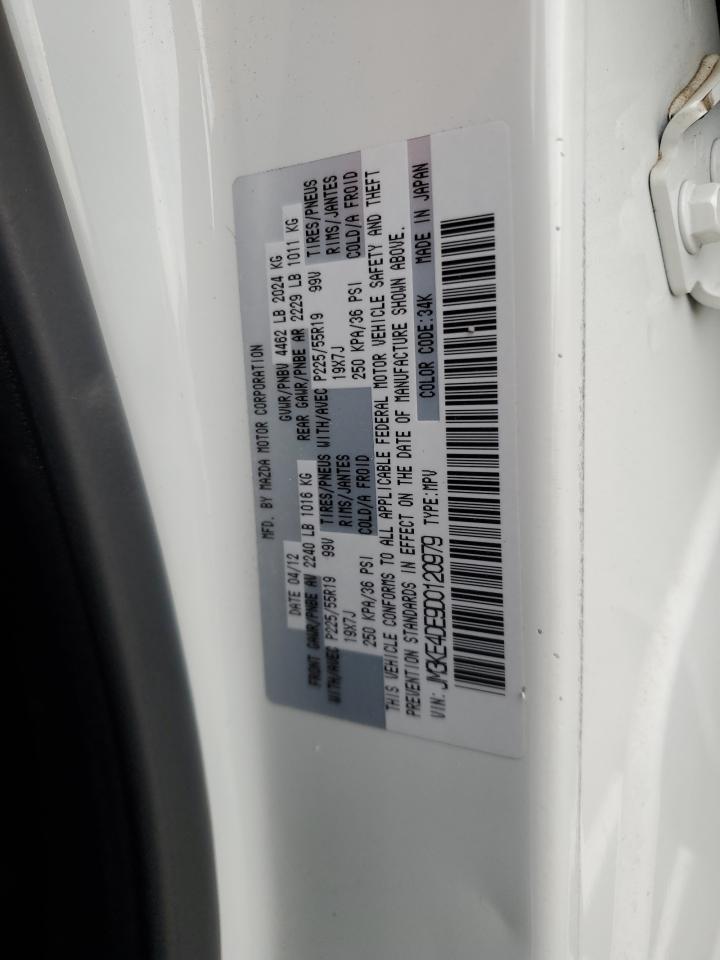 MFD. BY MAZDA MOTOR CORPORATION
DATE 04/12 GVWR/PNBV 4462 LB 2024 KG
FRONT GAWR/PNBE AV 2240 LB 1016 KG REAR GAWR/PNBE AR 2229 LB 1011 KG
WITH/AVEC P225/55R19 99V TIRES/PNEUS WITH/AVEC P225/55R19 99V TIRES/PNEUS
19X7J RIMS/JANTES 19X7J RIMS/JANTES
250 KPA/36 PSI COLD/A FROID 250 KPA/36 PSI COLD/A FROID
THIS VEHICLE CONFORMS TO ALL APPLICABLE FEDERAL MOTOR VEHICLE SAFETY AND THEFT
PREVENTION STANDARDS IN EFFECT ON THE DATE OF MANUFACTURE SHOWN ABOVE.
VIN: JM3KE4DE9D0120979 TYPE:MPV COLOR CODE:34K MADE IN JAPAN